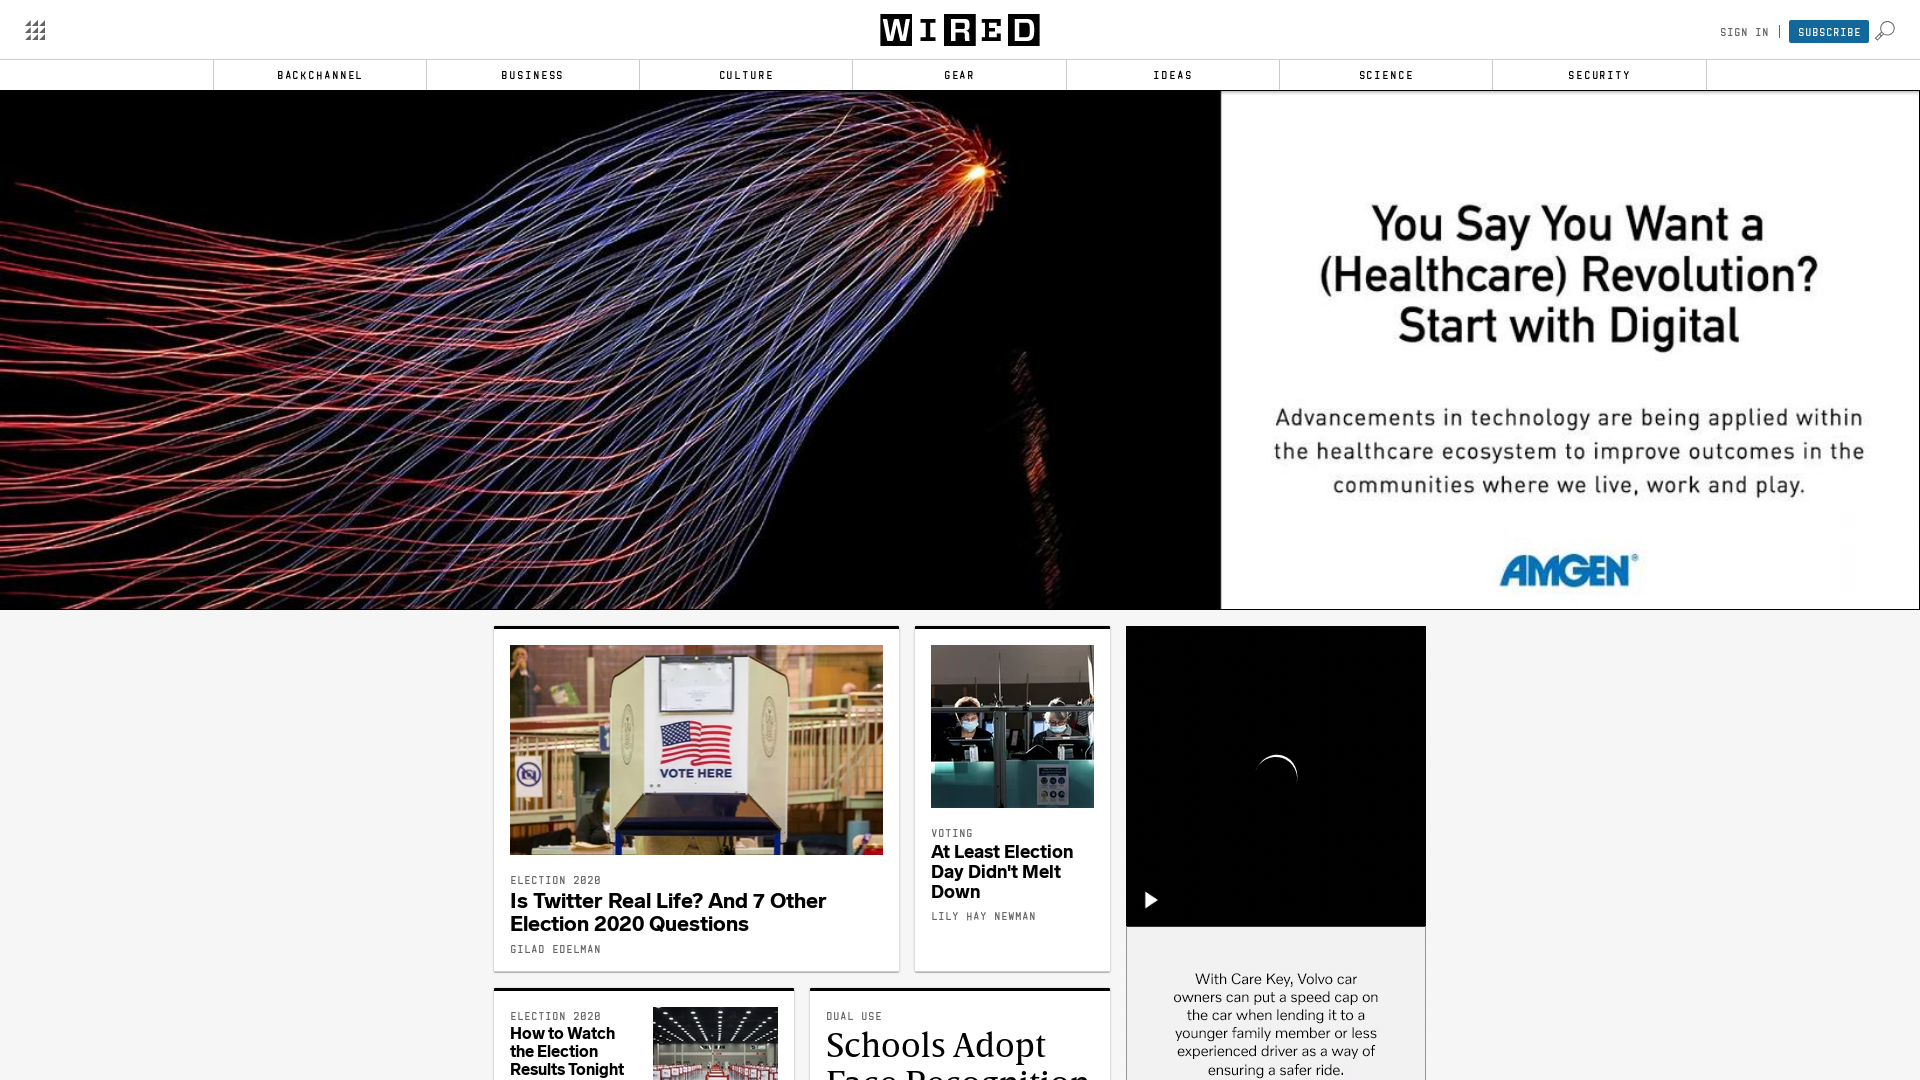 WIRED
SIGN IN
SUBSCRIBE
BACKCHANNEL
BUSINESS
CULTURE
GEAR
IDEAS
SCIENCE
SECURITY
You Say You Want a
(Healthcare) Revolution?
Start with Digital
Advancements in technology are being applied within
the healthcare ecosystem to improve outcomes in the
communities where we live, work and play.
AMGEN®
VOTE HERE
ELECTION 2020
Is Twitter Real Life? And 7 Other
Election 2020 Questions
GILAD EDELMAN
VOTING
At Least Election
Day Didn't Melt
Down
LILY HAY NEWMAN
With Care Key, Volvo car
owners can put a speed cap on
the car when lending it to a
younger family member or less
experienced driver as a way of
ensuring a safer ride.
ELECTION 2020
How to Watch
the Election
Results Tonight
DUAL USE
Schools Adopt
Face Recognition